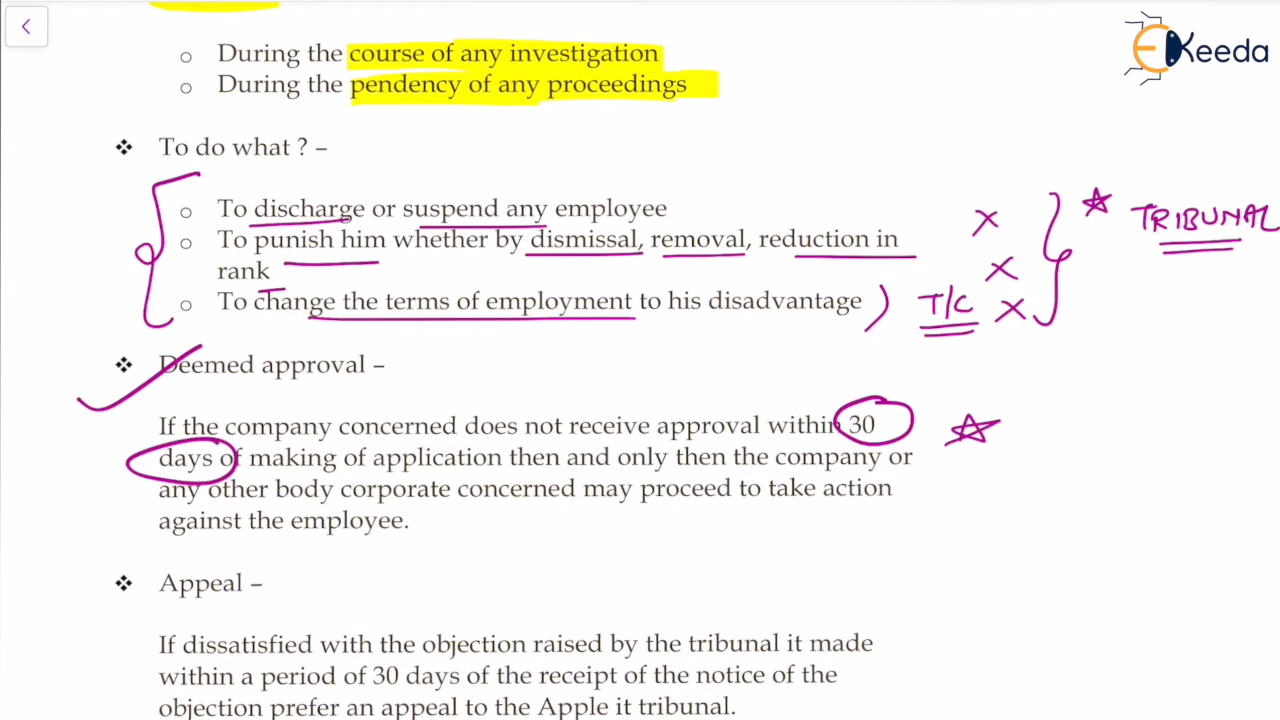 Keeda
During the course of any investigation
During the pendency of any proceedings
To do what ? –
To discharge or suspend any employee
TRIBUNAL
To punish him whether by dismissal, removal, reduction in
rank
To change the terms of employment to his disadvantage
T/C
Deemed approval –
If the company concerned does not receive approval within 30
days of making of application then and only then the company or
any other body corporate concerned may proceed to take action
against the employee.
Appeal –
If dissatisfied with the objection raised by the tribunal it made
within a period of 30 days of the receipt of the notice of the
objection prefer an appeal to the Apple it tribunal.